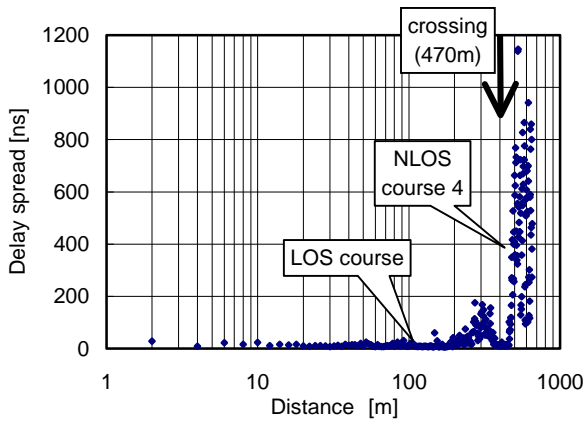 crossing
(470m)
1200
1000
800
600
400
200
0
Delay spread [ns]
NLOS
course 4
LOS course
1
10
100
1000
Distance [m]